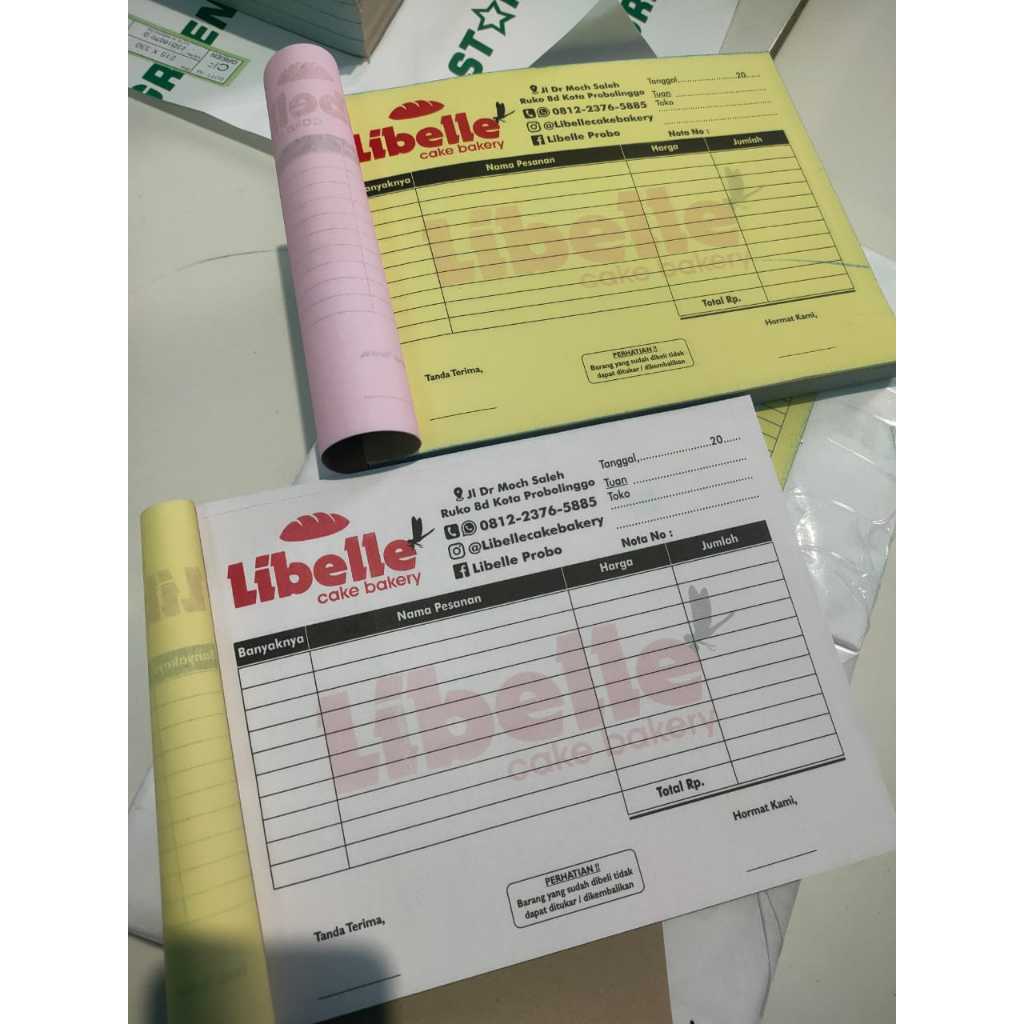 STAR
GREEN
Libelle
cake bakery
Jl Dr Moch Saleh
Ruko 8d Kota Probolinggo
0812-2376-5885
@Libellecakebakery
Libelle Probo
Tanggal,....................20......
Tuan
Toko
Nota No :
anyaknya
Nama Pesanan
Harga
Jumlah
Libelle
cake bakery
Total Rp.
Hormat Kami,
PERHATIAN !!
Barang yang sudah dibeli tidak
dapat ditukar / dikembalikan
Tanda Terima,
Libelle
cake bakery
Jl Dr Moch Saleh
Ruko 8d Kota Probolinggo
0812-2376-5885
@Libellecakebakery
Libelle Probo
Tanggal,........................20......
Tuan
Toko
Nota No :
Banyaknya
Nama Pesanan
Harga
Jumlah
Libelle
cake bakery
Total Rp.
Hormat Kami,
PERHATIAN !!
Barang yang sudah dibeli tidak
dapat ditukar / dikembalikan
Tanda Terima,